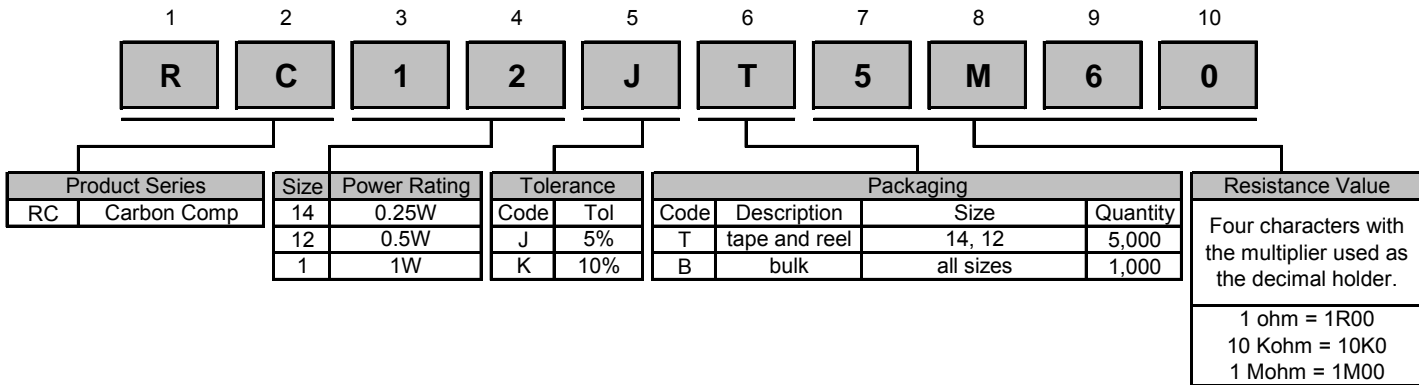 1 2 3 4 5 6 7 8 9 10
R C 1 2 J T 5 M 6 0
Product Series
RC Carbon Comp
Size Power Rating
14 0.25W
12 0.5W
1 1W
Tolerance
Code Tol
J 5%
K 10%
Packaging
Code Description Size Quantity
T tape and reel 14, 12 5,000
B bulk all sizes 1,000
Resistance Value
Four characters with
the multiplier used as
the decimal holder.
1 ohm = 1R00
10 Kohm = 10K0
1 Mohm = 1M00